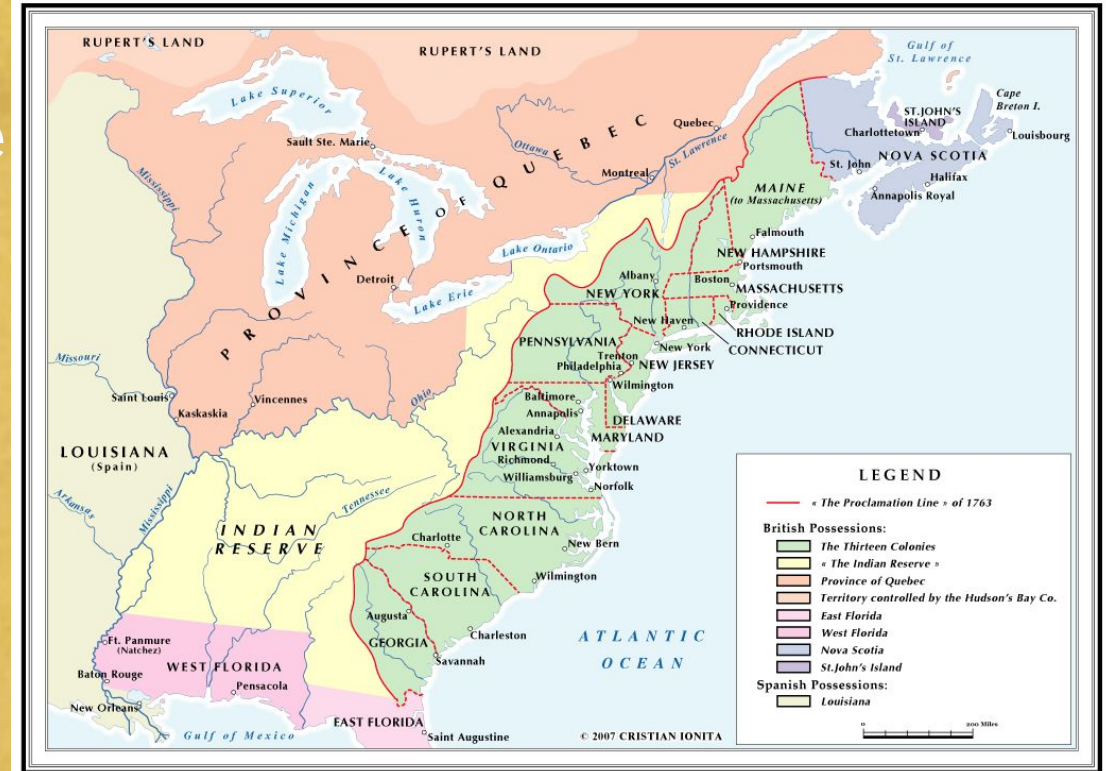 e
RUPERT'S LAND
RUPERT'S LAND
Gulf of
St. Lawrence
Lake Superior
Cape
Breton I.
ST.JOHN'S
ISLAND
Quebec
Charlottetown
Louisbourg
Sault Ste. Marie
Ottawa
St. Lawrence
NOVA SCOTIA
Mississippi
PROVINCE OF QUEBEC
Montreal
St. John
Halifax
Lake Huron
MAINE
(to Massachusetts)
Annapolis Royal
Lake Michigan
Falmouth
Lake Ontario
NEW HAMPSHIRE
Portsmouth
Detroit
Albany
Boston
MASSACHUSETTS
Lake Erie
NEW YORK
Providence
New Haven
RHODE ISLAND
CONNECTICUT
PENNSYLVANIA
New York
Missouri
Trenton
NEW JERSEY
Philadelphia
Wilmington
Saint Louis
Vincennes
Ohio
Baltimore
Kaskaskia
Annapolis
DELAWARE
Alexandria
MARYLAND
LOUISIANA
(Spain)
VIRGINIA
Richmond
Yorktown
Williamsburg
Norfolk
Arkansas
Mississippi
Tennessee
INDIAN
RESERVE
NORTH
CAROLINA
Charlotte
New Bern
SOUTH
CAROLINA
Wilmington
Augusta
Charleston
GEORGIA
Savannah
ATLANTIC
OCEAN
Ft. Panmure
(Natchez)
WEST FLORIDA
Baton Rouge
Pensacola
New Orleans
EAST FLORIDA
Gulf of Mexico
Saint Augustine
© 2007 CRISTIAN IONITA
LEGEND
« The Proclamation Line » of 1763
British Possessions:
The Thirteen Colonies
« The Indian Reserve »
Province of Quebec
Territory controlled by the Hudson's Bay Co.
East Florida
West Florida
Nova Scotia
St.John's Island
Spanish Possessions:
Louisiana
0 200 Miles